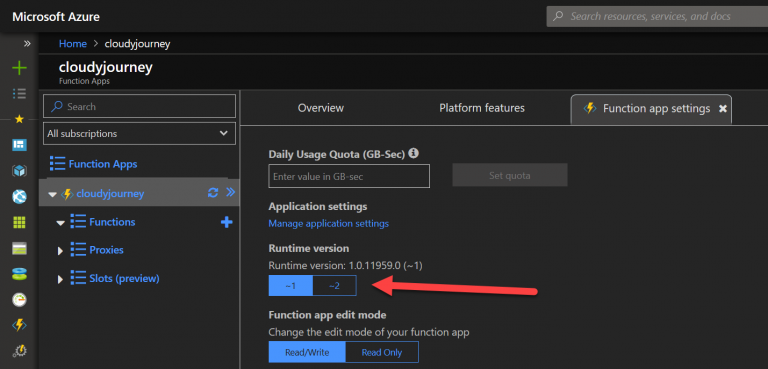 Microsoft Azure
Search resources, services, and docs
»
Home > cloudyjourney
cloudyjourney
Function Apps
Search
All subscriptions
Function Apps
cloudyjourney
Functions
Proxies
Slots (preview)
Overview
Platform features
Function app settings
Daily Usage Quota (GB-Sec)
Enter value in GB-sec
Set quota
Application settings
Manage application settings
Runtime version
Runtime version: 1.0.11959.0 (~1)
~1
~2
Function app edit mode
Change the edit mode of your function app
Read/Write
Read Only